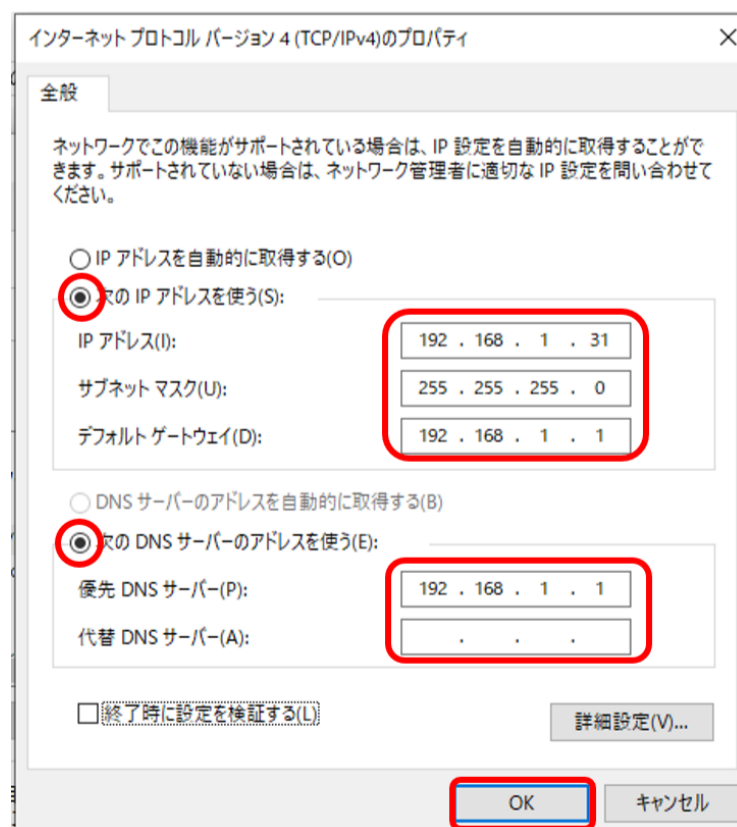 インターネット プロトコル バージョン 4 (TCP/IPv4)のプロパティ
全般
ネットワークでこの機能がサポートされている場合は、IP 設定を自動的に取得することがで
きます。サポートされていない場合は、ネットワーク管理者に適切な IP 設定を問い合わせて
ください。
IP アドレスを自動的に取得する(O)
次の IP アドレスを使う(S):
IP アドレス(I): 192 . 168 . 1 . 31
サブネット マスク(U): 255 . 255 . 255 . 0
デフォルト ゲートウェイ(D): 192 . 168 . 1 . 1
DNS サーバーのアドレスを自動的に取得する(B)
次の DNS サーバーのアドレスを使う(E):
優先 DNS サーバー(P): 192 . 168 . 1 . 1
代替 DNS サーバー(A): . . .
終了時に設定を検証する(L)
詳細設定(V)...
OK キャンセル